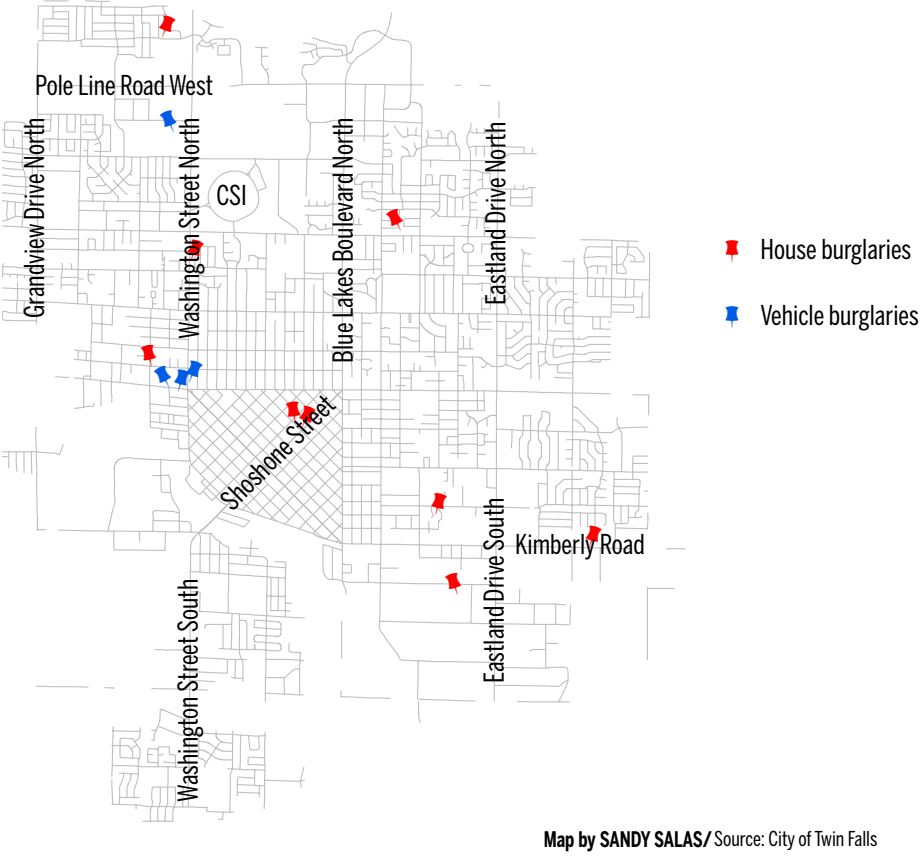 Pole Line Road West
Grandview Drive North
Washington Street North
CSI
Blue Lakes Boulevard North
Eastland Drive North
House burglaries
Vehicle burglaries
Shoshone Street
Eastland Drive South
Kimberly Road
Washington Street South
Map by SANDY SALAS/ Source: City of Twin Falls